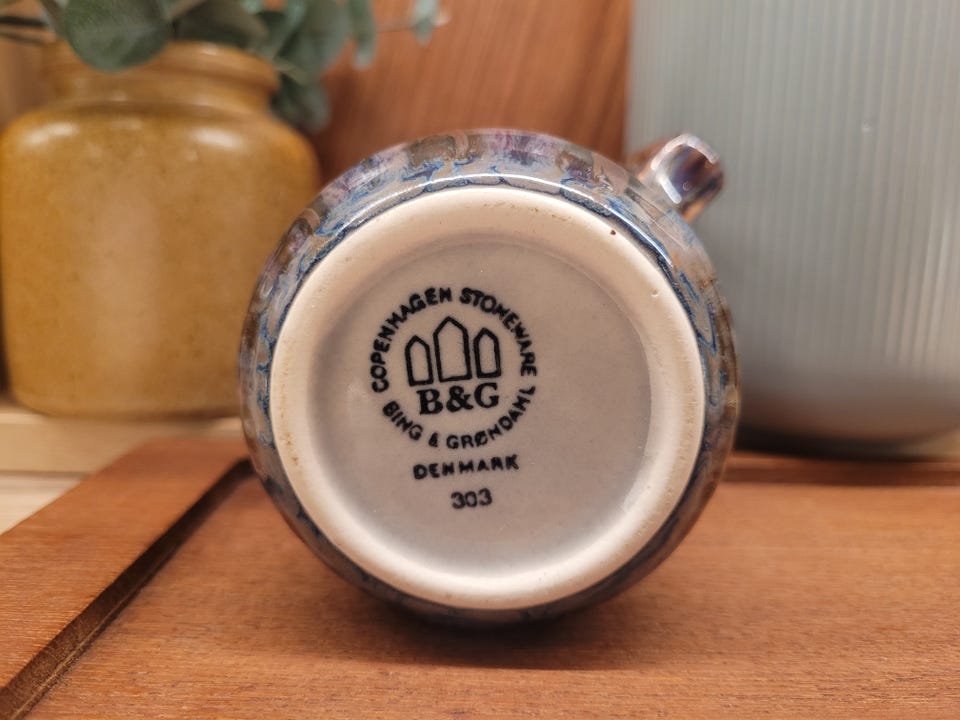 COPENHAGEN STONEWARE
B&G
BING & GRØNDAHL
DENMARK
303